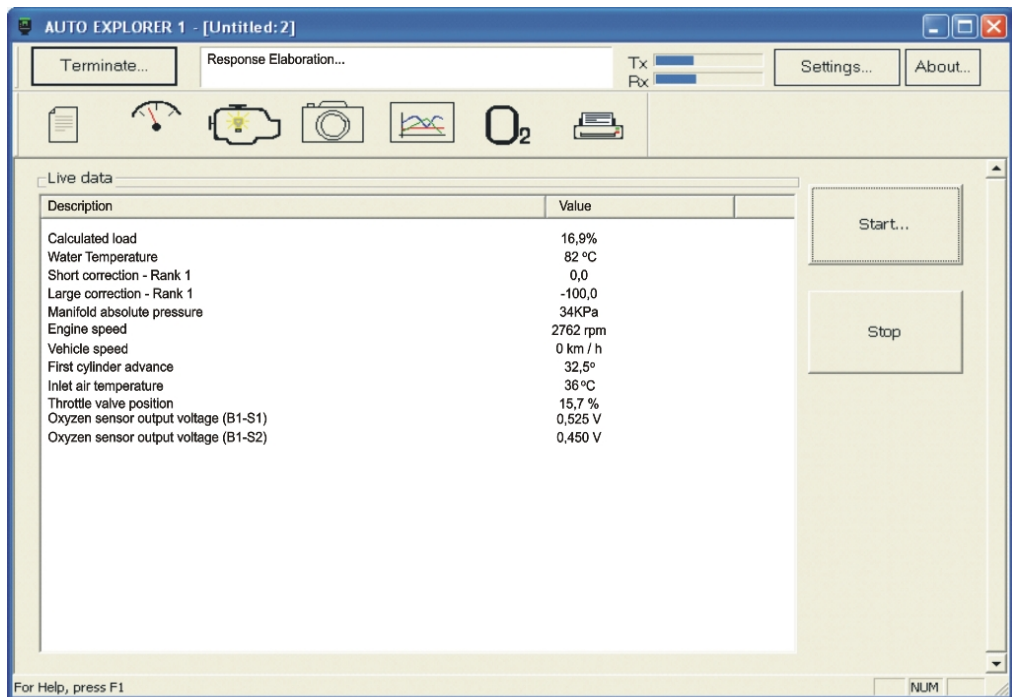 AUTO EXPLORER 1 - [Untitled:2]
Terminate...
Response Elaboration...
Tx
Rx
Settings...
About...
O2
Live data
Description Value
Calculated load 16,9%
Water Temperature 82 ºC
Short correction - Rank 1 0,0
Large correction - Rank 1 -100,0
Manifold absolute pressure 34KPa
Engine speed 2762 rpm
Vehicle speed 0 km / h
First cylinder advance 32,5º
Inlet air temperature 36 ºC
Throttle valve position 15,7 %
Oxyzen sensor output voltage (B1-S1) 0,525 V
Oxyzen sensor output voltage (B1-S2) 0,450 V
Start...
Stop
For Help, press F1
NUM